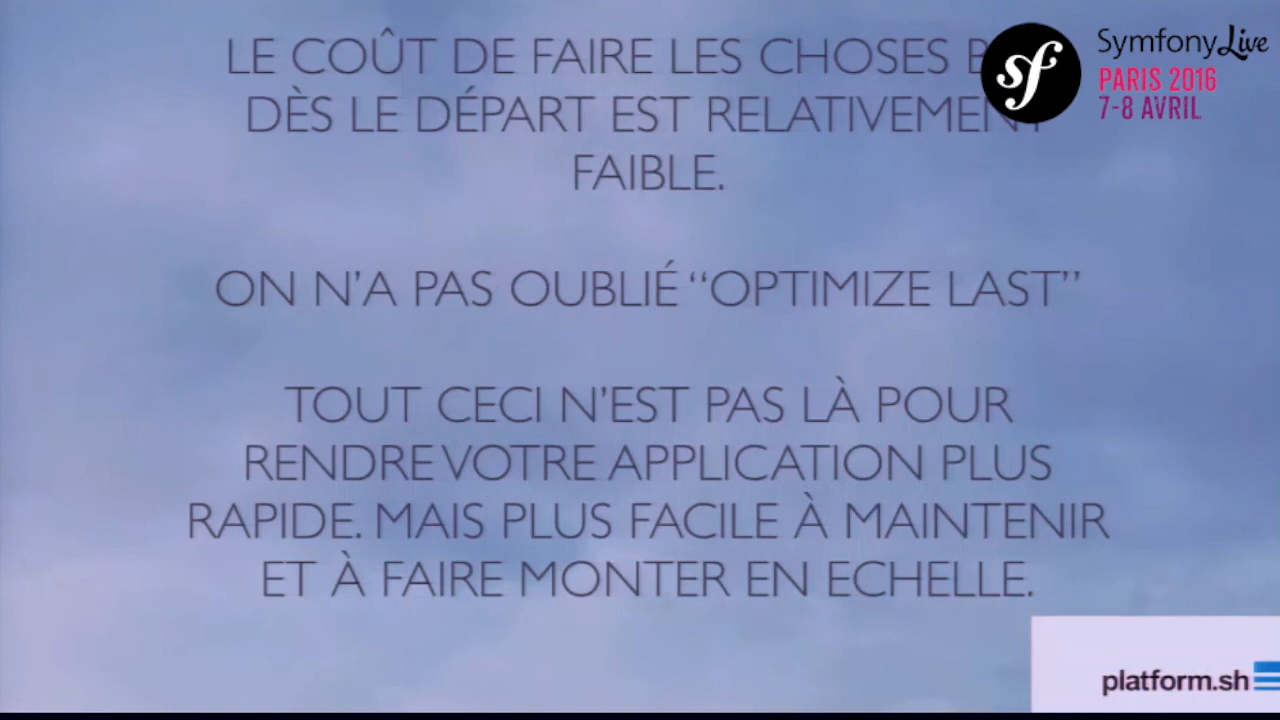 LE COÛT DE FAIRE LES CHOSES
DÈS LE DÉPART EST RELATIVEMENT
FAIBLE.
ON N'A PAS OUBLIÉ “OPTIMIZE LAST”
TOUT CECI N'EST PAS LÀ POUR
RENDRE VOTRE APPLICATION PLUS
RAPIDE. MAIS PLUS FACILE À MAINTENIR
ET À FAIRE MONTER EN ECHELLE.
sf
SymfonyLive
PARIS 2016
7-8 AVRIL
platform.sh